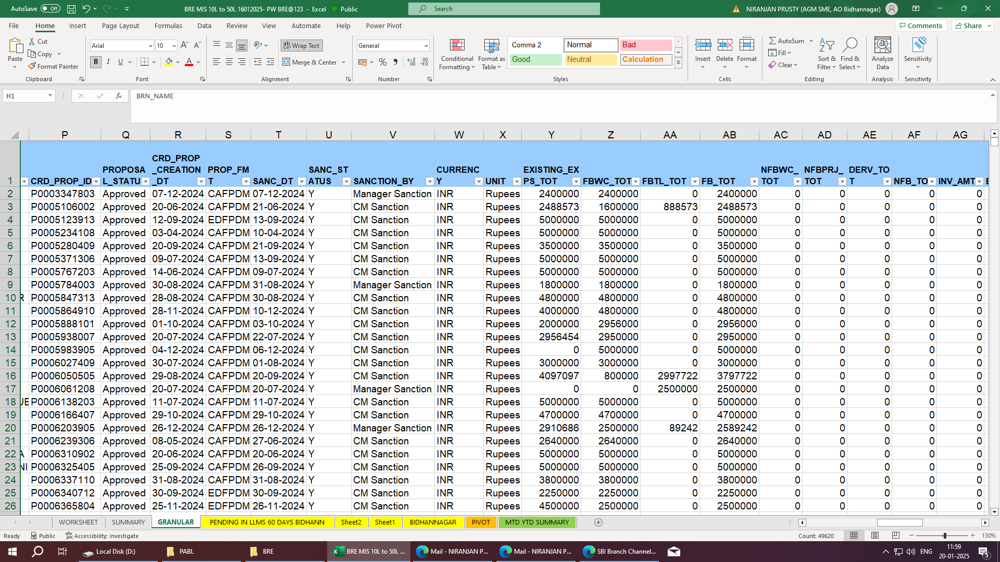 AutoSave Off BRE MIS 10L to 50L 16012025- PW BRE@123 - Excel Public Search NIRANJAN PRUSTY (AGM SME, AO Bidhannagar)
File Home Insert Page Layout Formulas Data Review View Automate Help Power Pivot Comments Share
Paste Cut Copy Format Painter Arial 10 Wrap Text Merge & Center General Conditional Formatting Format as Table Comma 2 Normal Bad Good Neutral Calculation Insert Delete Format AutoSum Fill Clear Sort & Filter Find & Select Analyze Data Sensitivity
Clipboard Font Alignment Number Styles Cells Editing Analysis Sensitivity
H1 fx BRN_NAME
P Q R S T U V W X Y Z AA AB AC AD AE AF AG
1 CRD_PROP_ID PROPOSAL_STATU CRD_PROP_CREATION_DT PROP_FMT SANC_DT SANC_STATUS SANCTION_BY CURRENCY UNIT EXISTING_EXPS_TOT FBWC_TOT FBTL_TOT FB_TOT NFBWC_TOT NFBPRJ_TOT DERV_TOT NFB_TO INV_AMT
2 P0003347803 Approved 07-12-2024 CAFPDM 07-12-2024 Y Manager Sanction INR Rupees 2400000 2400000 0 2400000 0 0 0 0 0
3 P0005106002 Approved 20-06-2024 CAFPDM 21-06-2024 Y CM Sanction INR Rupees 2488573 1600000 888573 2488573 0 0 0 0 0
4 P0005123913 Approved 12-09-2024 EDFPDM 13-09-2024 Y CM Sanction INR Rupees 5000000 5000000 0 5000000 0 0 0 0 0
5 P0005234108 Approved 03-04-2024 CAFPDM 10-04-2024 Y CM Sanction INR Rupees 5000000 5000000 0 5000000 0 0 0 0 0
6 P0005280409 Approved 20-09-2024 CAFPDM 21-09-2024 Y CM Sanction INR Rupees 3500000 3500000 0 3500000 0 0 0 0 0
7 P0005371306 Approved 09-07-2024 CAFPDM 13-09-2024 Y CM Sanction INR Rupees 5000000 5000000 0 5000000 0 0 0 0 0
8 P0005767203 Approved 14-06-2024 CAFPDM 09-07-2024 Y CM Sanction INR Rupees 5000000 5000000 0 5000000 0 0 0 0 0
9 P0005784003 Approved 30-08-2024 CAFPDM 31-08-2024 Y Manager Sanction INR Rupees 1800000 1800000 0 1800000 0 0 0 0 0
10 R P0005847313 Approved 28-08-2024 CAFPDM 30-08-2024 Y CM Sanction INR Rupees 4800000 4800000 0 4800000 0 0 0 0 0
11 P0005864910 Approved 28-11-2024 CAFPDM 10-12-2024 Y CM Sanction INR Rupees 4000000 4800000 0 4800000 0 0 0 0 0
12 P0005888101 Approved 01-10-2024 CAFPDM 03-10-2024 Y CM Sanction INR Rupees 2000000 2956000 0 2956000 0 0 0 0 0
13 P0005938007 Approved 20-07-2024 CAFPDM 22-07-2024 Y CM Sanction INR Rupees 2956454 2950000 0 2950000 0 0 0 0 0
14 P0005983905 Approved 04-12-2024 CAFPDM 06-12-2024 Y CM Sanction INR Rupees 0 5000000 0 5000000 0 0 0 0 0
15 P0006027409 Approved 30-07-2024 CAFPDM 01-08-2024 Y CM Sanction INR Rupees 3000000 3000000 0 3000000 0 0 0 0 0
16 P0006050505 Approved 29-08-2024 CAFPDM 20-09-2024 Y CM Sanction INR Rupees 4097097 800000 2997722 3797722 0 0 0 0 0
17 P0006061208 Approved 20-07-2024 CAFPDM 20-07-2024 Y Manager Sanction INR Rupees 0 0 2500000 2500000 0 0 0 0 0
18 UE P0006138203 Approved 11-07-2024 CAFPDM 11-07-2024 Y CM Sanction INR Rupees 5000000 5000000 0 5000000 0 0 0 0 0
19 P0006166407 Approved 29-10-2024 CAFPDM 29-10-2024 Y CM Sanction INR Rupees 4700000 4700000 0 4700000 0 0 0 0 0
20 P0006203905 Approved 26-12-2024 CAFPDM 26-12-2024 Y Manager Sanction INR Rupees 2910686 2500000 89242 2589242 0 0 0 0 0
21 P0006239306 Approved 08-05-2024 CAFPDM 27-06-2024 Y CM Sanction INR Rupees 2640000 2640000 0 2640000 0 0 0 0 0
22 A P0006310902 Approved 20-06-2024 CAFPDM 20-06-2024 Y CM Sanction INR Rupees 5000000 5000000 0 5000000 0 0 0 0 0
23 NI P0006325405 Approved 25-09-2024 CAFPDM 26-09-2024 Y CM Sanction INR Rupees 5000000 5000000 0 5000000 0 0 0 0 0
24 P0006337110 Approved 31-08-2024 CAFPDM 31-08-2024 Y CM Sanction INR Rupees 3800000 3800000 0 3800000 0 0 0 0 0
25 P0006340712 Approved 30-09-2024 EDFPDM 30-09-2024 Y CM Sanction INR Rupees 2250000 2250000 0 2250000 0 0 0 0 0
26 P0006365804 Approved 25-11-2024 EDFPDM 26-11-2024 Y CM Sanction INR Rupees 4500000 2500000 0 2500000 0 0 0 0 0
WORKSHEET SUMMARY GRANULAR PENDING IN LLMS 60 DAYS BIDHANN Sheet2 Sheet1 BIDHANNAGAR PIVOT MTD YTD SUMMARY
Ready Public Accessibility: Investigate Count: 49620 130%
Local Disk (D:) PABL BRE BRE MIS 10L to 50L ... Mail - NIRANJAN P... Mail - NIRANJAN P... SBI Branch Channel... ENG 11:59
20-01-2025 5